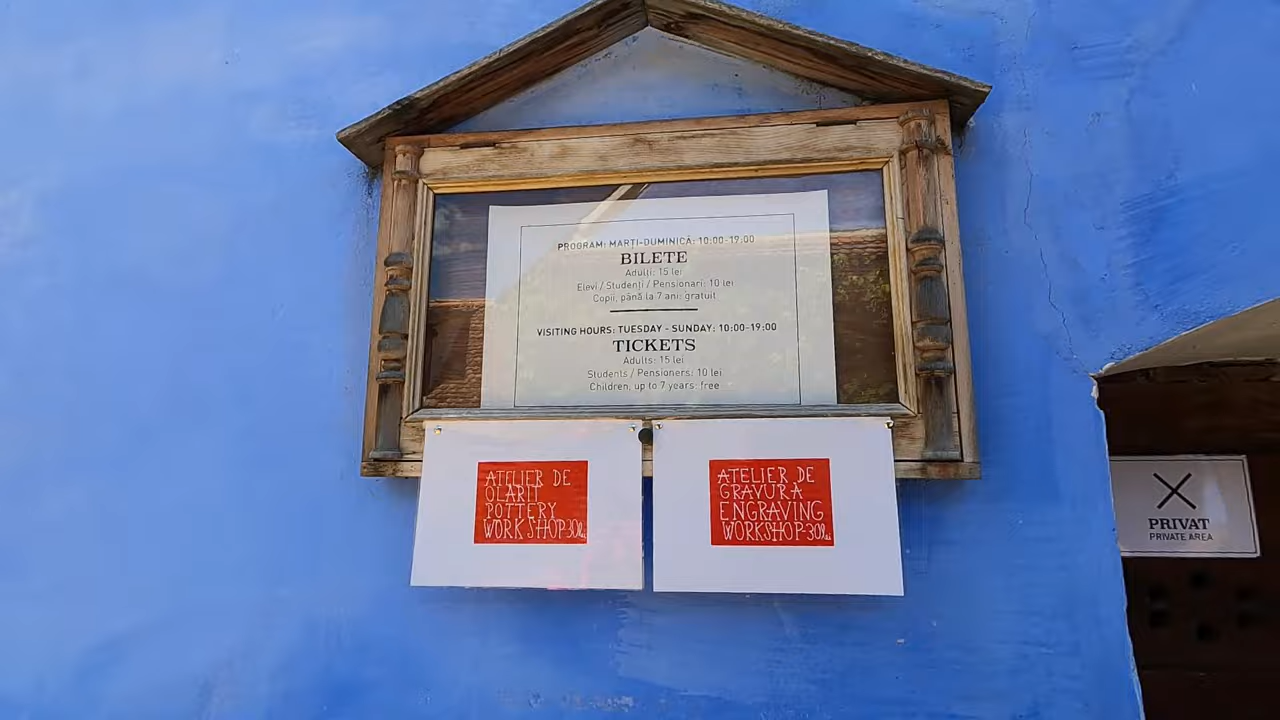 PROGRAM: MARȚI-DUMINICĂ: 10:00-19:00
BILETE
Adulți: 15 lei
Elevi / Studenți / Pensionari: 10 lei
Copii, până la 7 ani: gratuit
VISITING HOURS: TUESDAY - SUNDAY: 10:00-19:00
TICKETS
Adults: 15 lei
Students / Pensioners: 10 lei
Children, up to 7 years: free
ATELIER DE
OLARIT
POTTERY
WORKSHOP-30lei
ATELIER DE
GRAVURA
ENGRAVING
WORKSHOP-30lei
PRIVAT
PRIVATE AREA